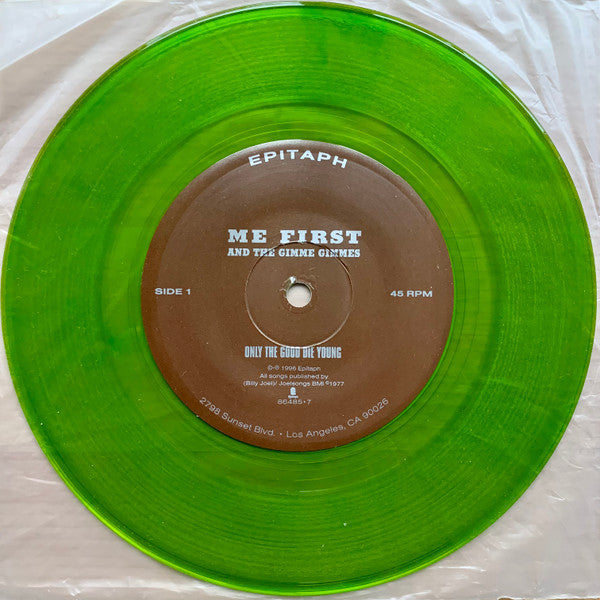 EPITAPH
ME FIRST
AND THE GIMME GIMMES
SIDE 1
45 RPM
ONLY THE GOOD DIE YOUNG
©℗ 1996 Epitaph
All songs published by
(Billy Joel)/ Joelsongs BMI ©1977
86485•7
2798 Sunset Blvd. • Los Angeles, CA 90026